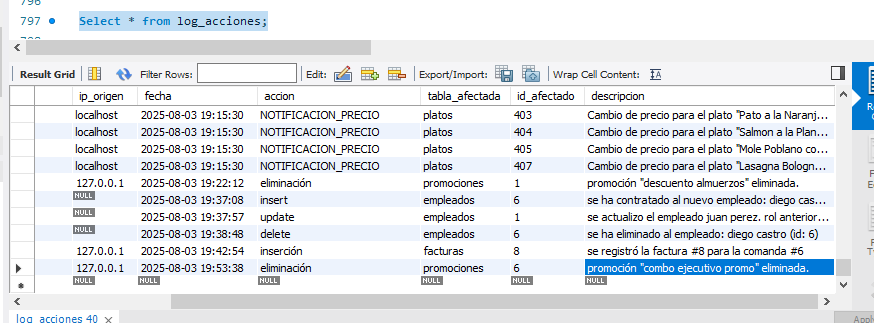 796
797 Select * from log_acciones;
Result Grid Filter Rows: Edit: Export/Import: Wrap Cell Content:
ip_origen fecha accion tabla_afectada id_afectado descripcion
localhost 2025-08-03 19:15:30 NOTIFICACION_PRECIO platos 403 Cambio de precio para el plato "Pato a la Naranj...
localhost 2025-08-03 19:15:30 NOTIFICACION_PRECIO platos 404 Cambio de precio para el plato "Salmon a la Plan...
localhost 2025-08-03 19:15:30 NOTIFICACION_PRECIO platos 405 Cambio de precio para el plato "Mole Poblano co...
localhost 2025-08-03 19:15:30 NOTIFICACION_PRECIO platos 407 Cambio de precio para el plato "Lasagna Bologn...
127.0.0.1 2025-08-03 19:22:12 eliminación promociones 1 promoción "descuento almuerzos" eliminada.
NULL 2025-08-03 19:37:08 insert empleados 6 se ha contratado al nuevo empleado: diego cas...
NULL 2025-08-03 19:37:57 update empleados 1 se actualizo el empleado juan perez. rol anterior...
NULL 2025-08-03 19:38:48 delete empleados 6 se ha eliminado al empleado: diego castro (id: 6)
127.0.0.1 2025-08-03 19:42:54 inserción facturas 8 se registró la factura #8 para la comanda #6
127.0.0.1 2025-08-03 19:53:38 eliminación promociones 6 promoción "combo ejecutivo promo" eliminada.
NULL NULL NULL NULL NULL NULL
log_acciones 40